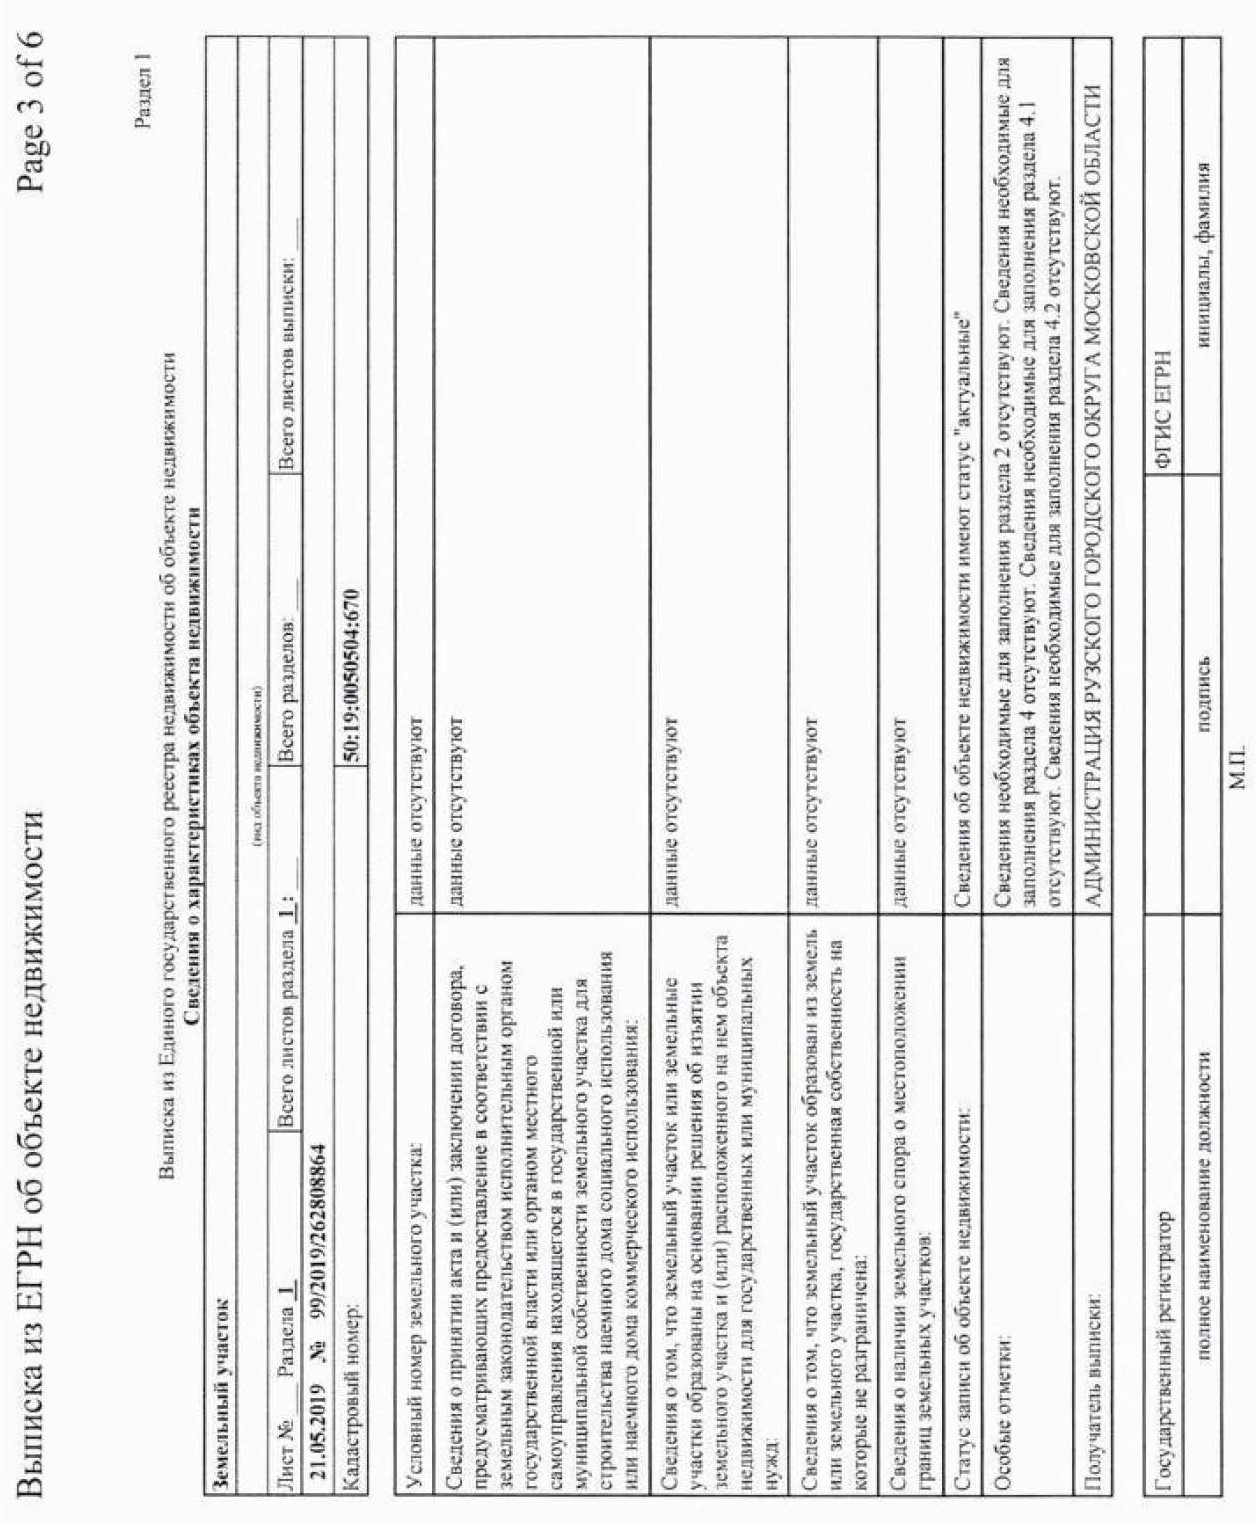 Выписка из ЕГРН об объекте недвижимости
Page 3 of 6
Раздел 1
Выписка из Единого государственного реестра недвижимости об объекте недвижимости
Сведения о характеристиках объекта недвижимости
Земельный участок
(вид объекта недвижимости)
Лист № ___ Раздела 1
Всего листов раздела 1 : ___
Всего разделов: ___
Всего листов выписки: ___
21.05.2019 № 99/2019/262808864
Кадастровый номер:
50:19:0050504:670
Условный номер земельного участка:
данные отсутствуют
Сведения о принятии акта и (или) заключении договора,
предусматривающих предоставление в соответствии с
земельным законодательством исполнительным органом
государственной власти или органом местного
самоуправления находящегося в государственной или
муниципальной собственности земельного участка для
строительства наемного дома социального использования
или наемного дома коммерческого использования:
данные отсутствуют
Сведения о том, что земельный участок или земельные
участки образованы на основании решения об изъятии
земельного участка и (или) расположенного на нем объекта
недвижимости для государственных или муниципальных
нужд:
данные отсутствуют
Сведения о том, что земельный участок образован из земель
или земельного участка, государственная собственность на
которые не разграничена:
данные отсутствуют
Сведения о наличии земельного спора о местоположении
границ земельных участков:
данные отсутствуют
Статус записи об объекте недвижимости:
Сведения об объекте недвижимости имеют статус "актуальные"
Особые отметки:
Сведения необходимые для заполнения раздела 2 отсутствуют. Сведения необходимые для
заполнения раздела 4 отсутствуют. Сведения необходимые для заполнения раздела 4.1
отсутствуют. Сведения необходимые для заполнения раздела 4.2 отсутствуют.
Получатель выписки:
АДМИНИСТРАЦИЯ РУЗСКОГО ГОРОДСКОГО ОКРУГА МОСКОВСКОЙ ОБЛАСТИ
Государственный регистратор
ФГИС ЕГРН
полное наименование должности
подпись
инициалы, фамилия
М.П.